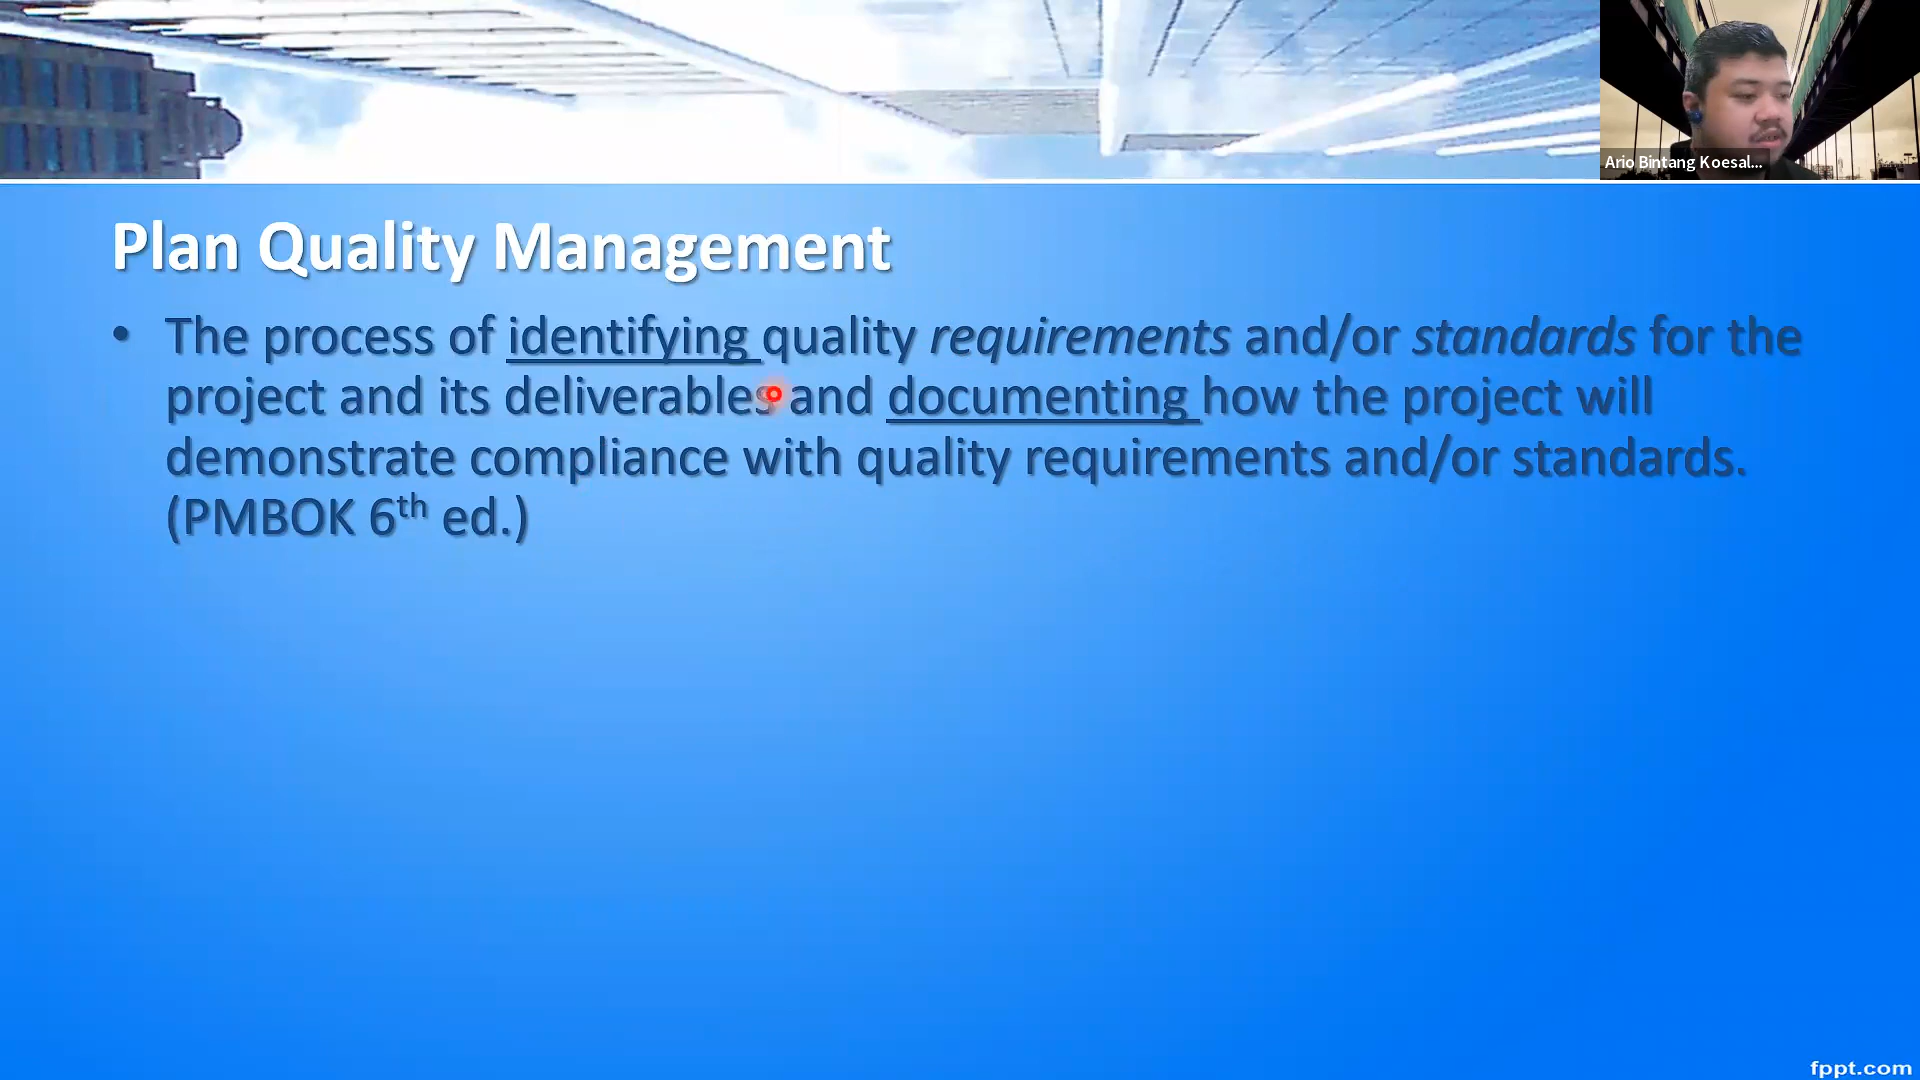 Ario Bintang Koesal...
Plan Quality Management
• The process of identifying quality requirements and/or standards for the
project and its deliverables and documenting how the project will
demonstrate compliance with quality requirements and/or standards.
(PMBOK 6th ed.)
fppt.com